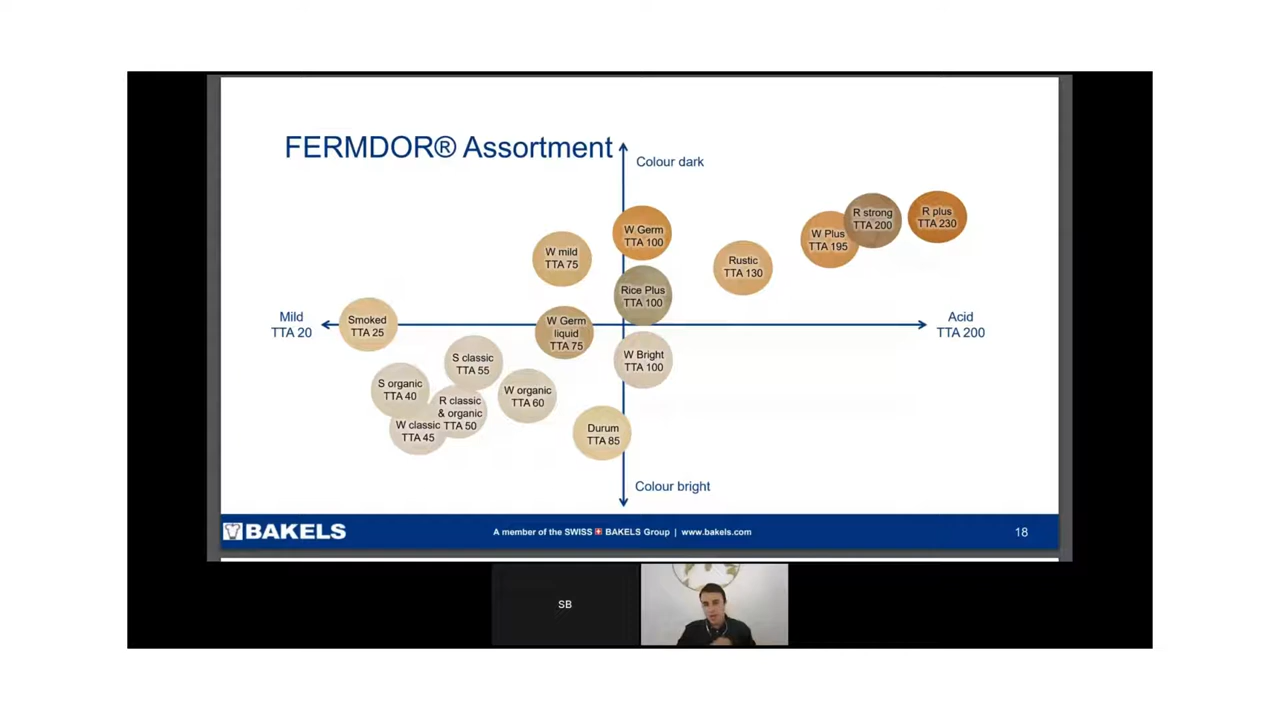 FERMDOR® Assortment
Colour dark
W Germ
TTA 100
W mild
TTA 75
Rice Plus
TTA 100
Rustic
TTA 130
W Plus
TTA 195
R strong
TTA 200
R plus
TTA 230
Mild
TTA 20
Smoked
TTA 25
W Germ
liquid
TTA 75
Acid
TTA 200
S classic
TTA 55
W Bright
TTA 100
S organic
TTA 40
R classic
& organic
TTA 50
W classic
TTA 45
W organic
TTA 60
Durum
TTA 85
Colour bright
BAKELS
A member of the SWISS BAKELS Group | www.bakels.com
18
SB